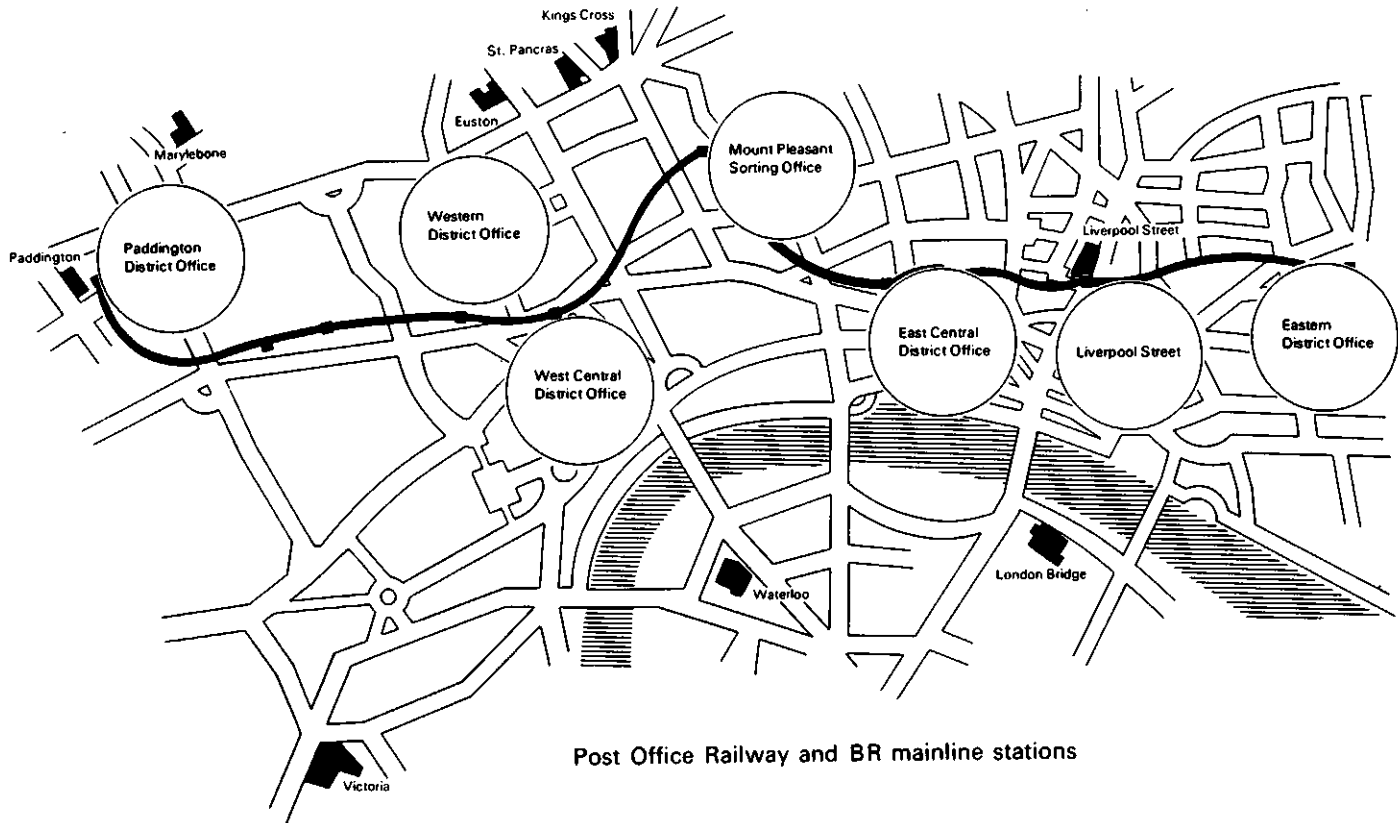 Kings Cross
St. Pancras
Euston
Marylebone
Mount Pleasant
Sorting Office
Western
District Office
Paddington
District Office
Paddington
Liverpool Street
East Central
District Office
Liverpool Street
Eastern
District Office
West Central
District Office
London Bridge
Waterloo
Victoria
Post Office Railway and BR mainline stations